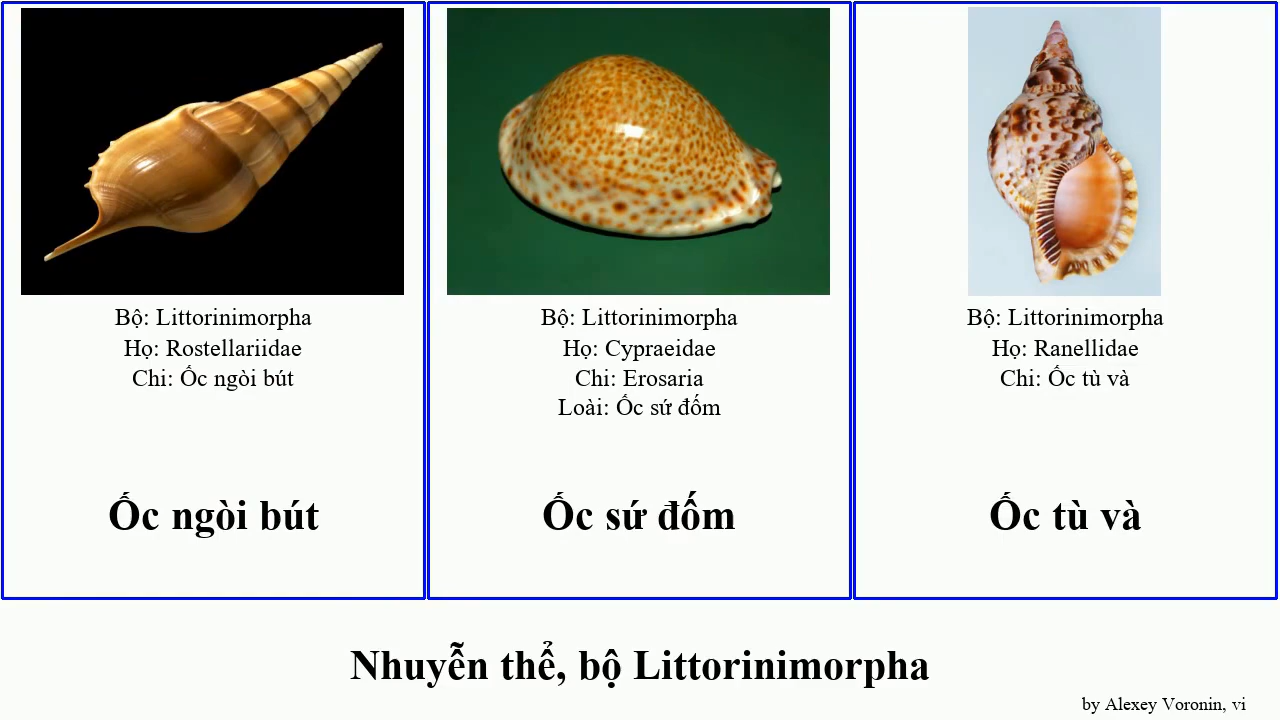 Bộ: Littorinimorpha
Họ: Rostellariidae
Chi: Ốc ngòi bút
Ốc ngòi bút
Bộ: Littorinimorpha
Họ: Cypraeidae
Chi: Erosaria
Loài: Ốc sứ đốm
Ốc sứ đốm
Bộ: Littorinimorpha
Họ: Ranellidae
Chi: Ốc tù và
Ốc tù và
Nhuyễn thể, bộ Littorinimorpha
by Alexey Voronin, vi